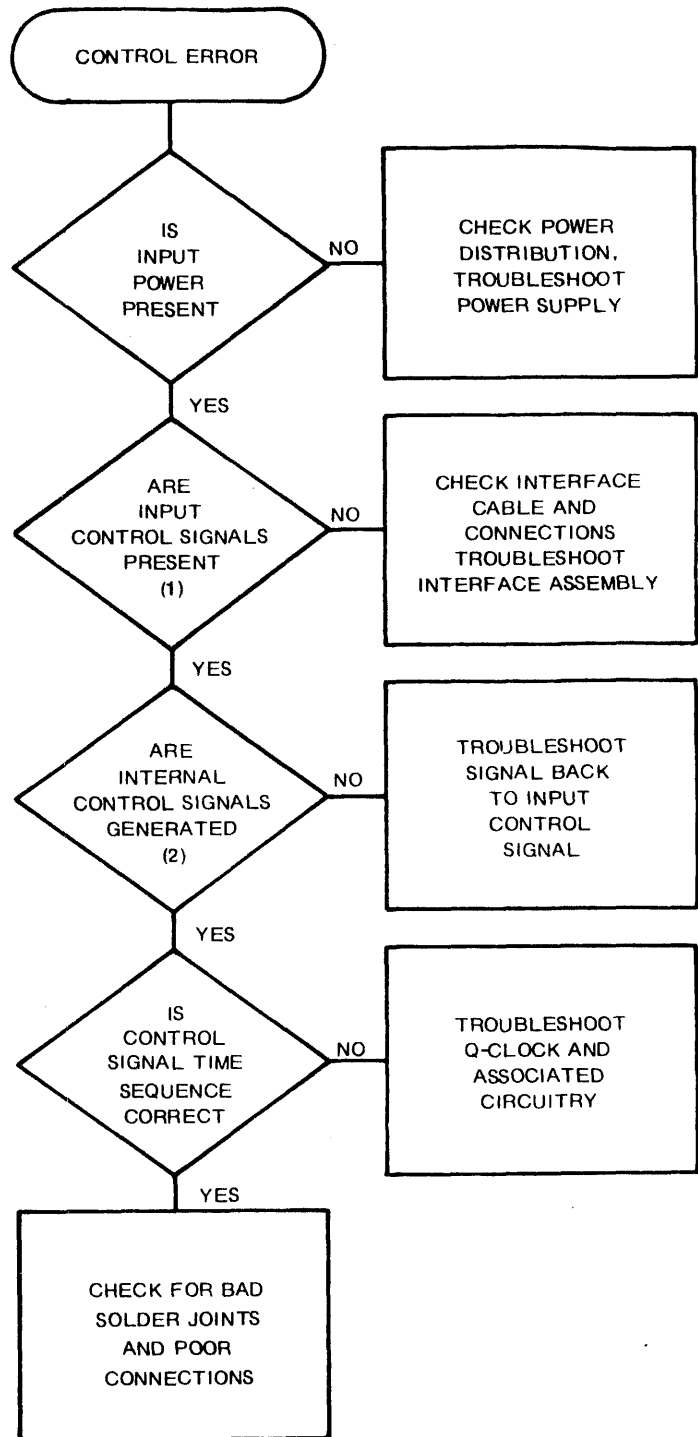 CONTROL ERROR
IS
INPUT
POWER
PRESENT
NO
CHECK POWER
DISTRIBUTION,
TROUBLESHOOT
POWER SUPPLY
YES
ARE
INPUT
CONTROL SIGNALS
PRESENT
(1)
NO
CHECK INTERFACE
CABLE AND
CONNECTIONS
TROUBLESHOOT
INTERFACE ASSEMBLY
YES
ARE
INTERNAL
CONTROL SIGNALS
GENERATED
(2)
NO
TROUBLESHOOT
SIGNAL BACK
TO INPUT
CONTROL
SIGNAL
YES
IS
CONTROL
SIGNAL TIME
SEQUENCE
CORRECT
NO
TROUBLESHOOT
Q-CLOCK AND
ASSOCIATED
CIRCUITRY
YES
CHECK FOR BAD
SOLDER JOINTS
AND POOR
CONNECTIONS